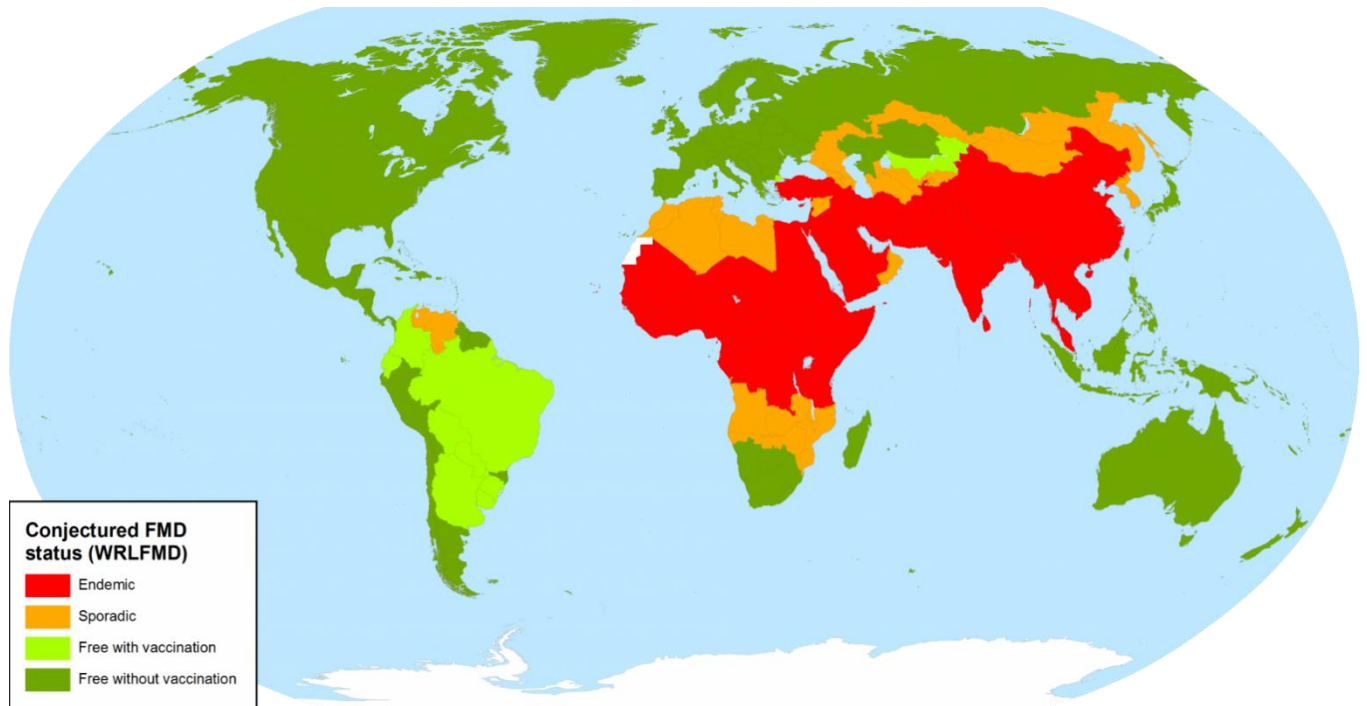 Conjectured FMD
status (WRLFMD)
Endemic
Sporadic
Free with vaccination
Free without vaccination